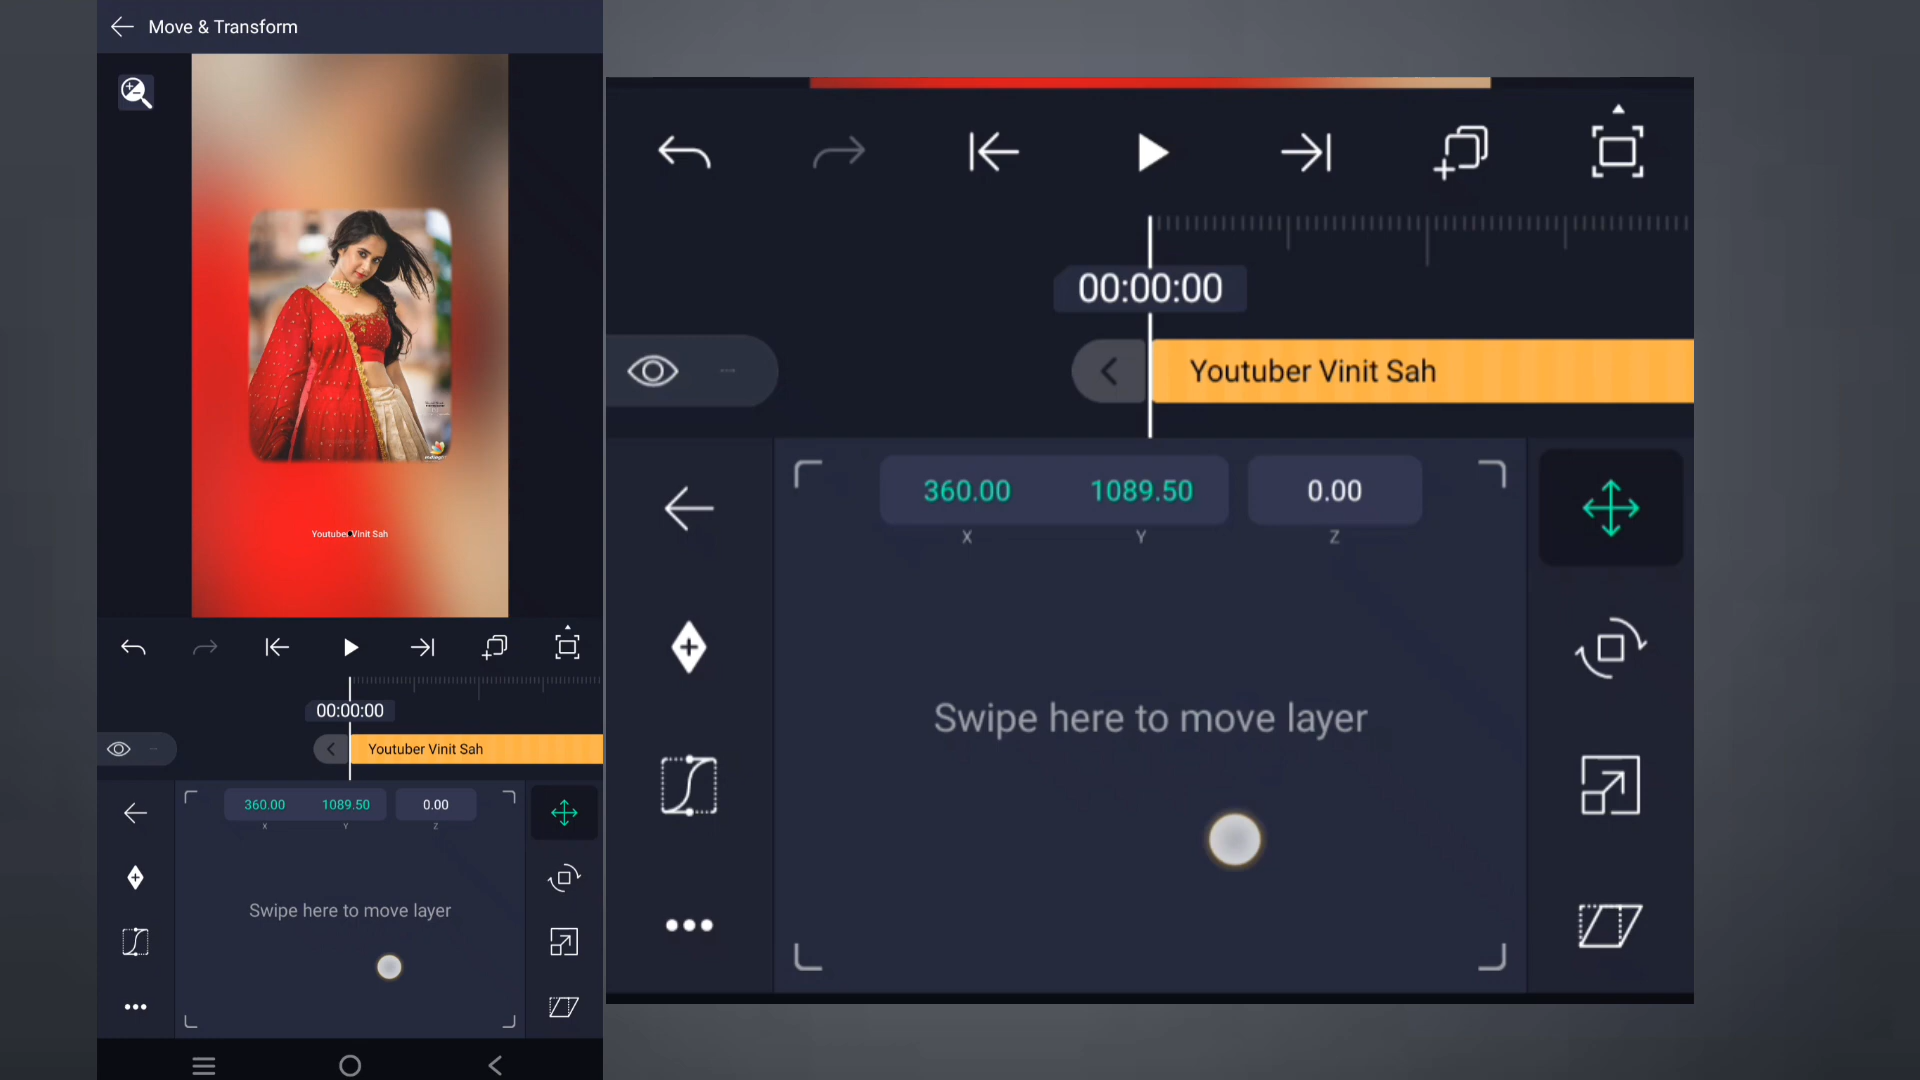 Move & Transform
Youtuber Vinit Sah
00:00:00
Youtuber Vinit Sah
360.00 1089.50 0.00
X Y Z
Swipe here to move layer
00:00:00
Youtuber Vinit Sah
360.00 1089.50 0.00
X Y Z
Swipe here to move layer